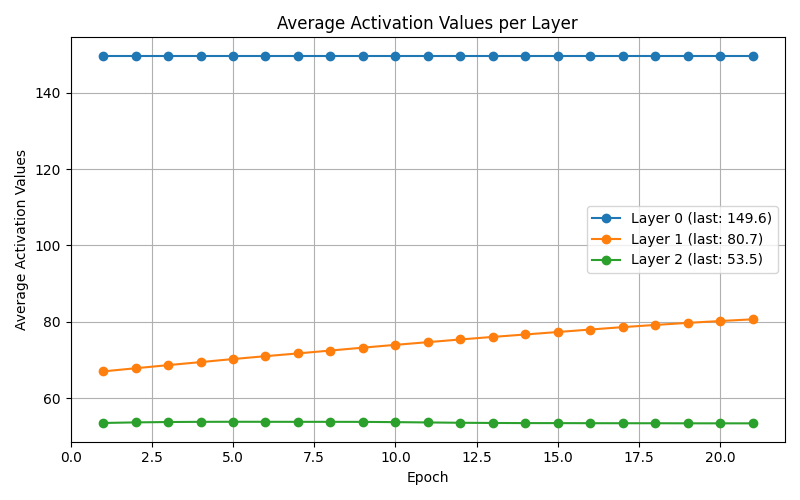 Average Activation Values per Layer
Average Activation Values
140
120
100
80
60
Layer 0 (last: 149.6)
Layer 1 (last: 80.7)
Layer 2 (last: 53.5)
0.0 2.5 5.0 7.5 10.0 12.5 15.0 17.5 20.0
Epoch